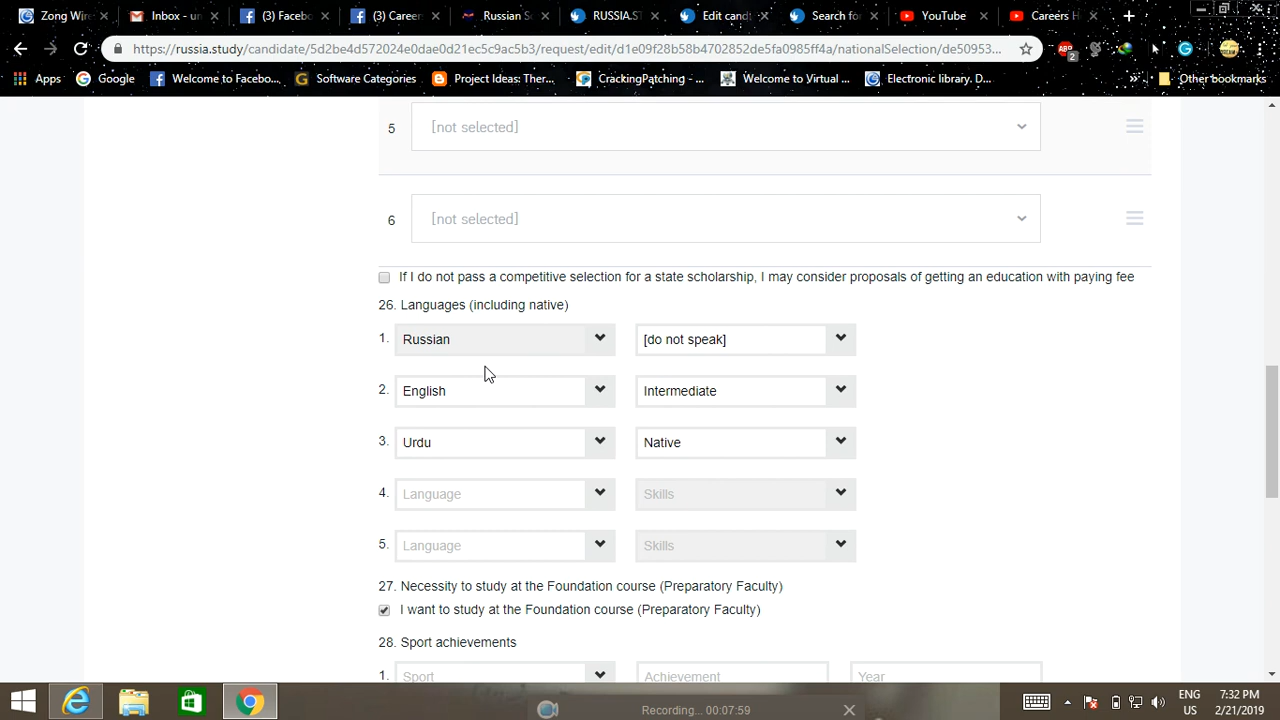 Zong Wire
Inbox - un
(3) Facebo
(3) Career
Russian S
RUSSIA.ST
Edit cand
Search fo
YouTube
Careers H
https://russia.study/candidate/5d2be4d572024e0dae0d21ec5c9ac5b3/request/edit/d1e09f28b58b4702852de5fa0985ff4a/nationalSelection/de50953...
Apps
Google
Welcome to Facebo...
Software Categories
Project Ideas: Ther...
CrackingPatching - ...
Welcome to Virtual ...
Electronic library. D...
Other bookmarks
5 [not selected]
6 [not selected]
If I do not pass a competitive selection for a state scholarship, I may consider proposals of getting an education with paying fee
26. Languages (including native)
1. Russian [do not speak]
2. English Intermediate
3. Urdu Native
4. Language Skills
5. Language Skills
27. Necessity to study at the Foundation course (Preparatory Faculty)
I want to study at the Foundation course (Preparatory Faculty)
28. Sport achievements
1. Sport Achievement Year
ENG 7:32 PM
US 2/21/2019
Recording... 00:07:59